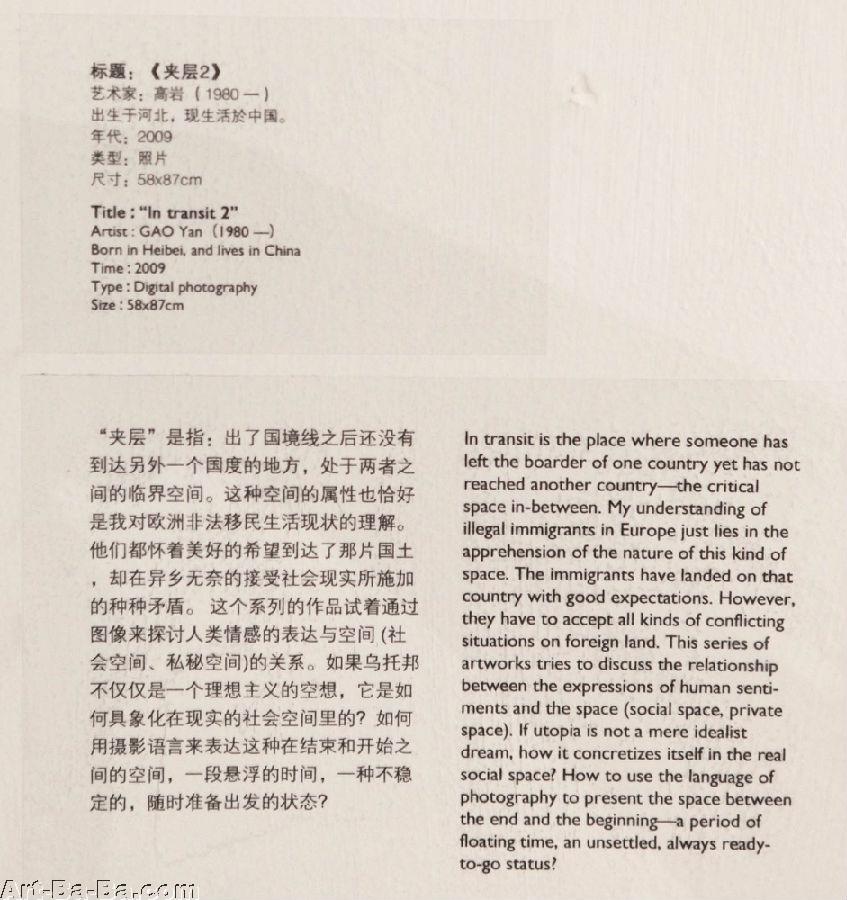 标题：《夹层2》
艺术家：高岩（1980 — ）
出生于河北，现生活於中国。
年代：2009
类型：照片
尺寸：58x87cm
Title : “In transit 2”
Artist : GAO Yan (1980 —)
Born in Heibei, and lives in China
Time : 2009
Type : Digital photography
Size : 58x87cm
“夹层”是指：出了国境线之后还没有
到达另外一个国度的地方，处于两者之
间的临界空间。这种空间的属性也恰好
是我对欧洲非法移民生活现状的理解。
他们都怀着美好的希望到达了那片国土
，却在异乡无奈的接受社会现实所施加
的种种矛盾。 这个系列的作品试着通过
图像来探讨人类情感的表达与空间 (社
会空间、私秘空间)的关系。如果乌托邦
不仅仅是一个理想主义的空想，它是如
何具象化在现实的社会空间里的？如何
用摄影语言来表达这种在结束和开始之
间的空间，一段悬浮的时间，一种不稳
定的，随时准备出发的状态？
In transit is the place where someone has
left the boarder of one country yet has not
reached another country—the critical
space in-between. My understanding of
illegal immigrants in Europe just lies in the
apprehension of the nature of this kind of
space. The immigrants have landed on that
country with good expectations. However,
they have to accept all kinds of conflicting
situations on foreign land. This series of
artworks tries to discuss the relationship
between the expressions of human senti-
ments and the space (social space, private
space). If utopia is not a mere idealist
dream, how it concretizes itself in the real
social space? How to use the language of
photography to present the space between
the end and the beginning—a period of
floating time, an unsettled, always ready-
to-go status?
Art-Ba-Ba.com